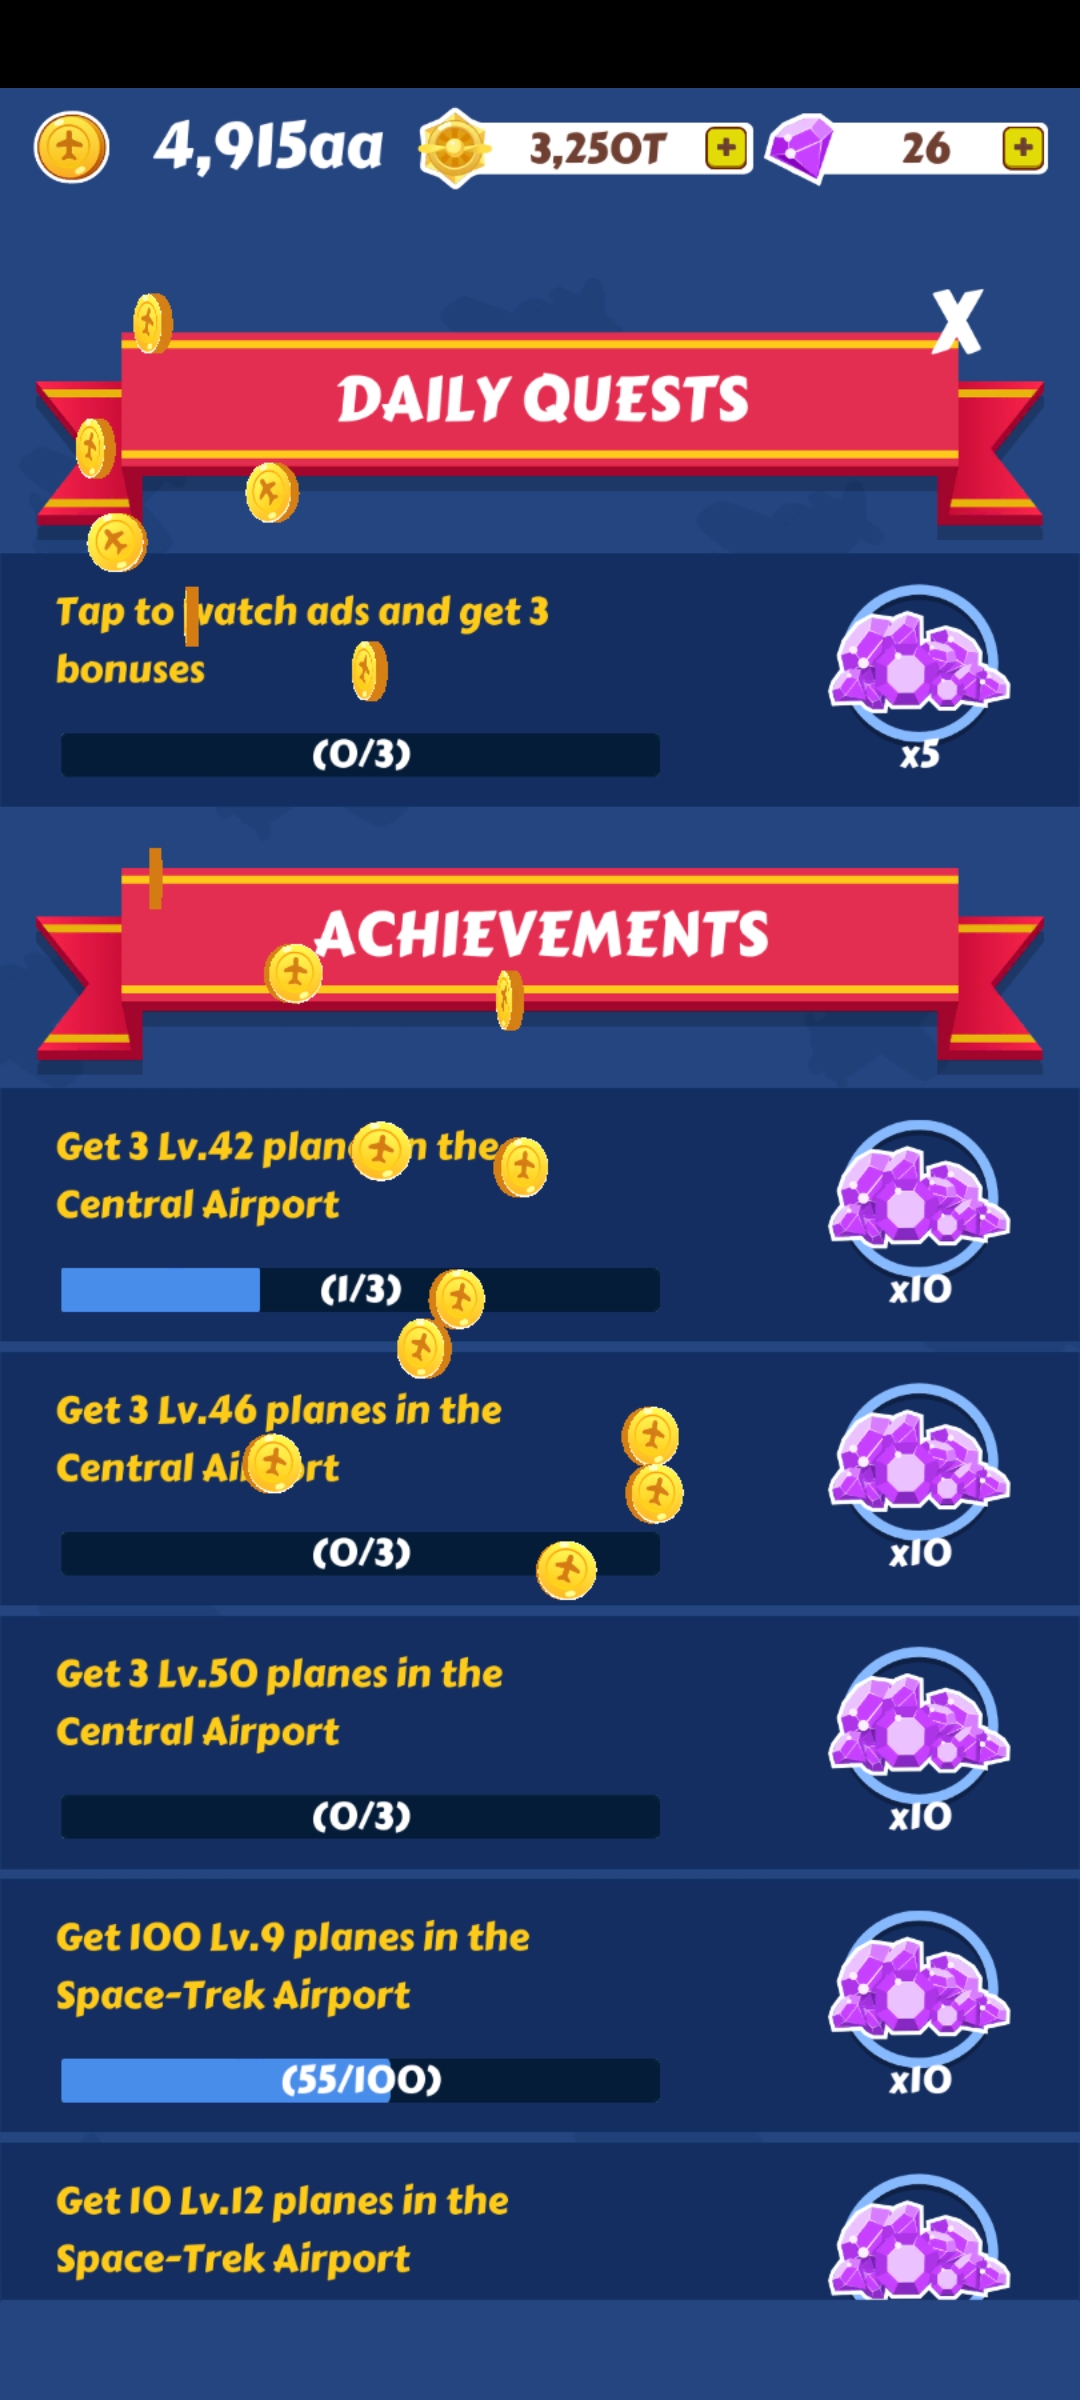 4,915aa 3,250T + 26 +
X
DAILY QUESTS
Tap to watch ads and get 3
bonuses
(0/3)
x5
ACHIEVEMENTS
Get 3 Lv.42 planes in the
Central Airport
(1/3)
x10
Get 3 Lv.46 planes in the
Central Airport
(0/3)
x10
Get 3 Lv.50 planes in the
Central Airport
(0/3)
x10
Get 100 Lv.9 planes in the
Space-Trek Airport
(55/100)
x10
Get 10 Lv.12 planes in the
Space-Trek Airport